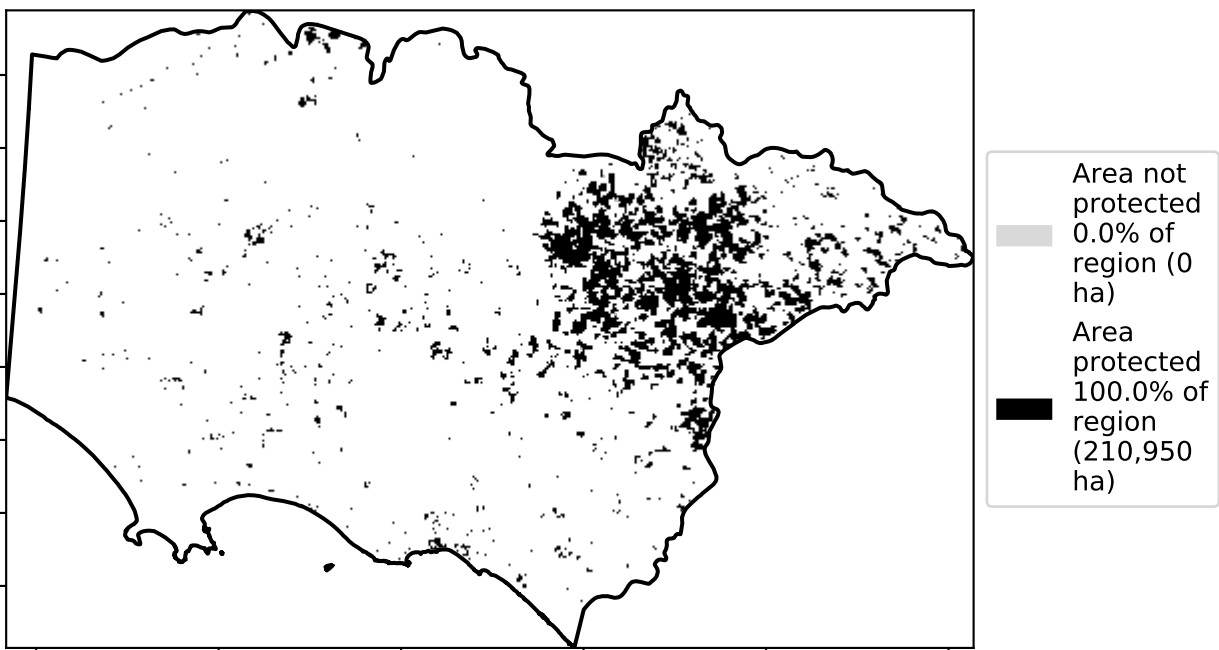 Area not
protected
0.0% of
region (0
ha)
Area
protected
100.0% of
region
(210,950
ha)